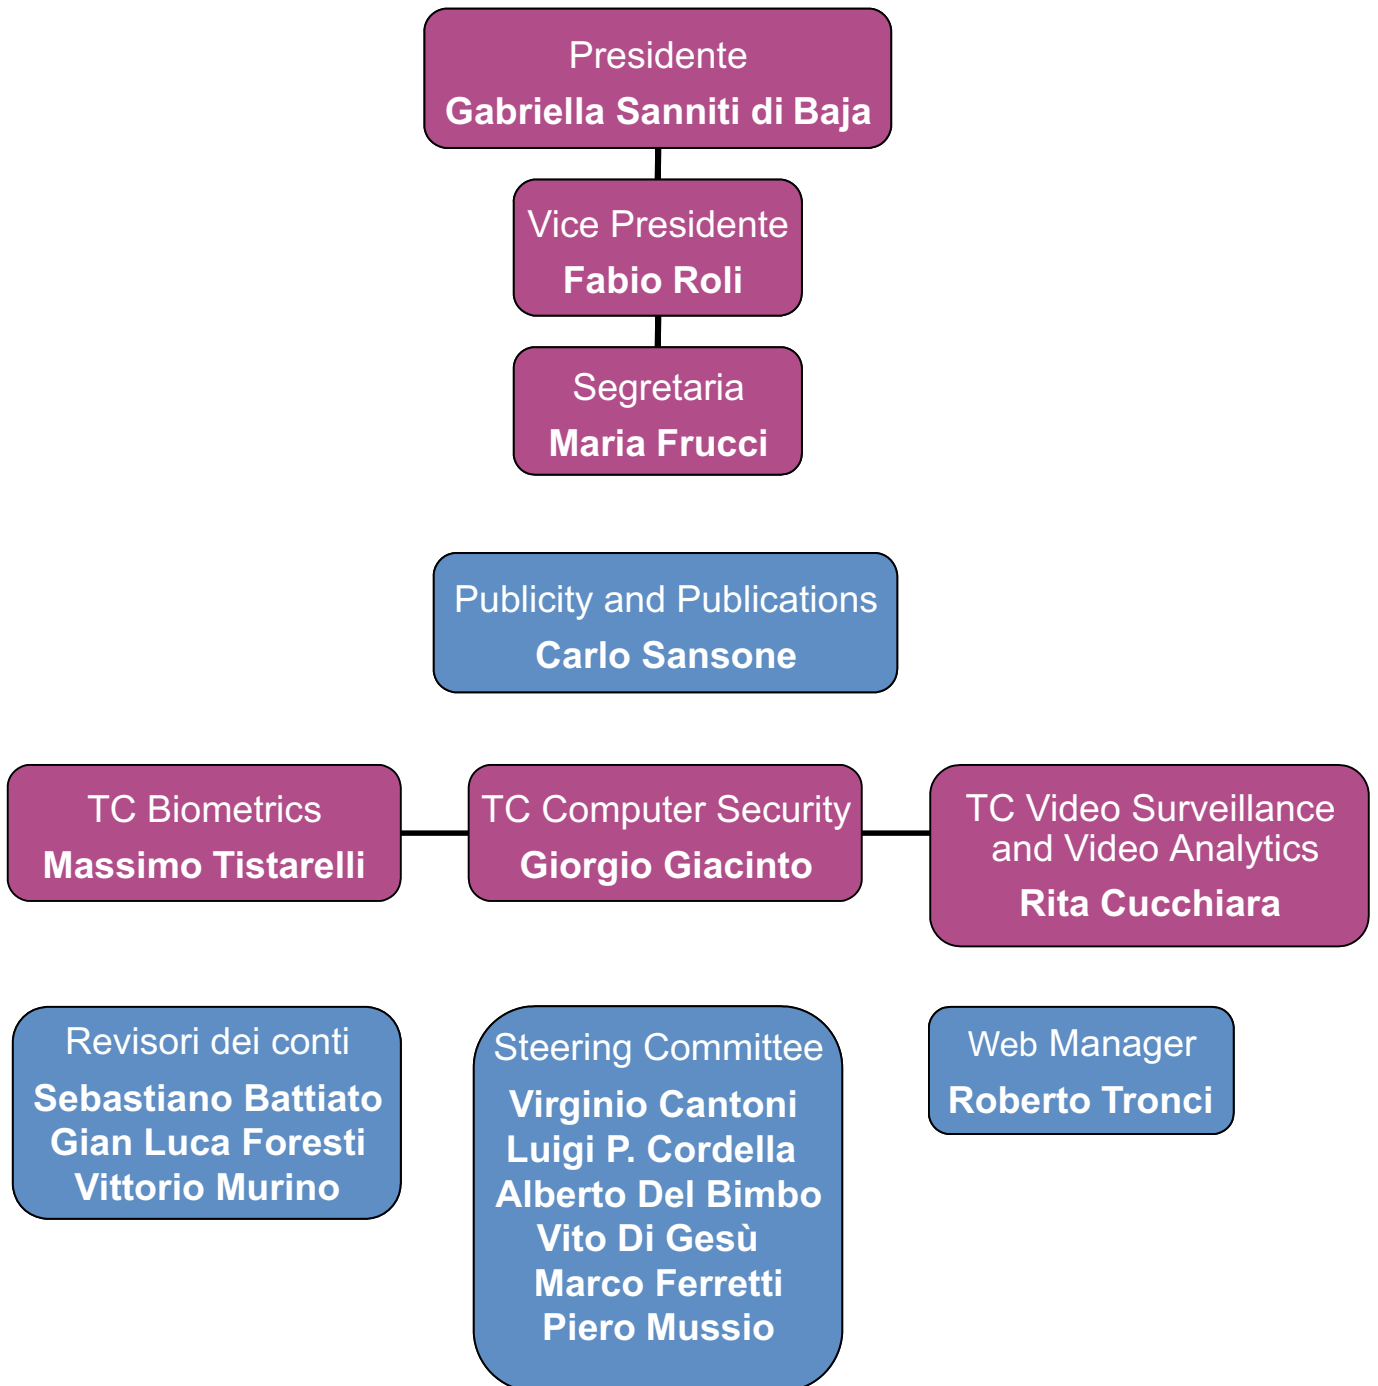 Presidente
Gabriella Sanniti di Baja
Vice Presidente
Fabio Roli
Segretaria
Maria Frucci
Publicity and Publications
Carlo Sansone
TC Biometrics
Massimo Tistarelli
TC Computer Security
Giorgio Giacinto
TC Video Surveillance
and Video Analytics
Rita Cucchiara
Revisori dei conti
Sebastiano Battiato
Gian Luca Foresti
Vittorio Murino
Steering Committee
Virginio Cantoni
Luigi P. Cordella
Alberto Del Bimbo
Vito Di Gesù
Marco Ferretti
Piero Mussio
Web Manager
Roberto Tronci